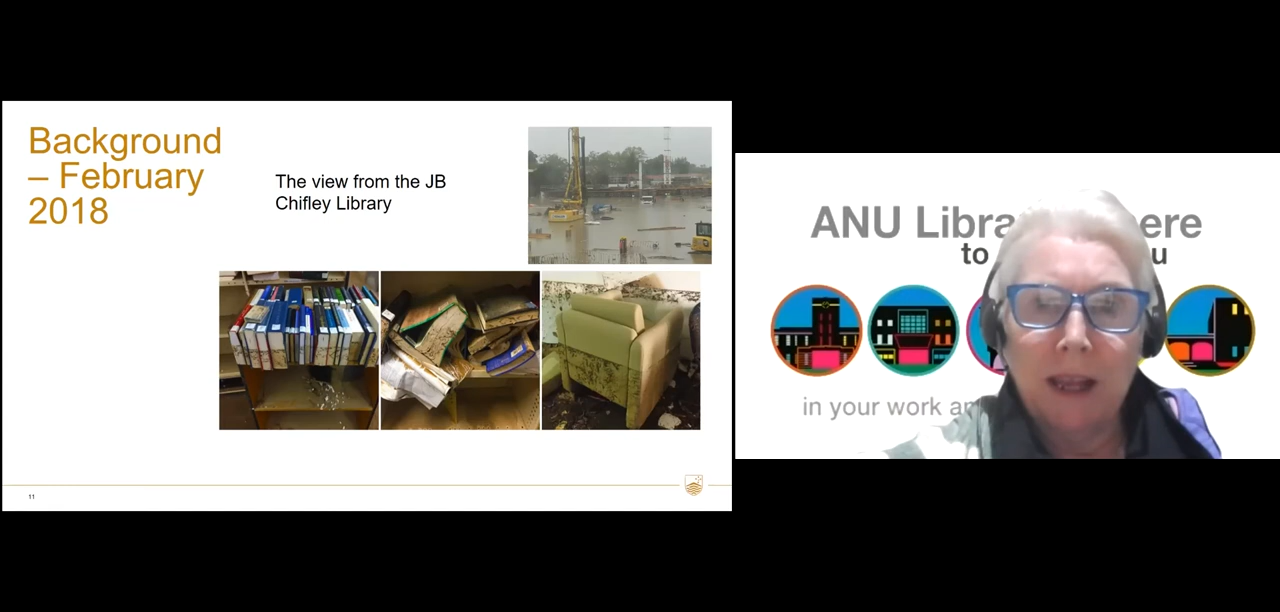 Background
– February
2018
The view from the JB
Chifley Library
11
ANU Libra
ere
to
u
in your work an